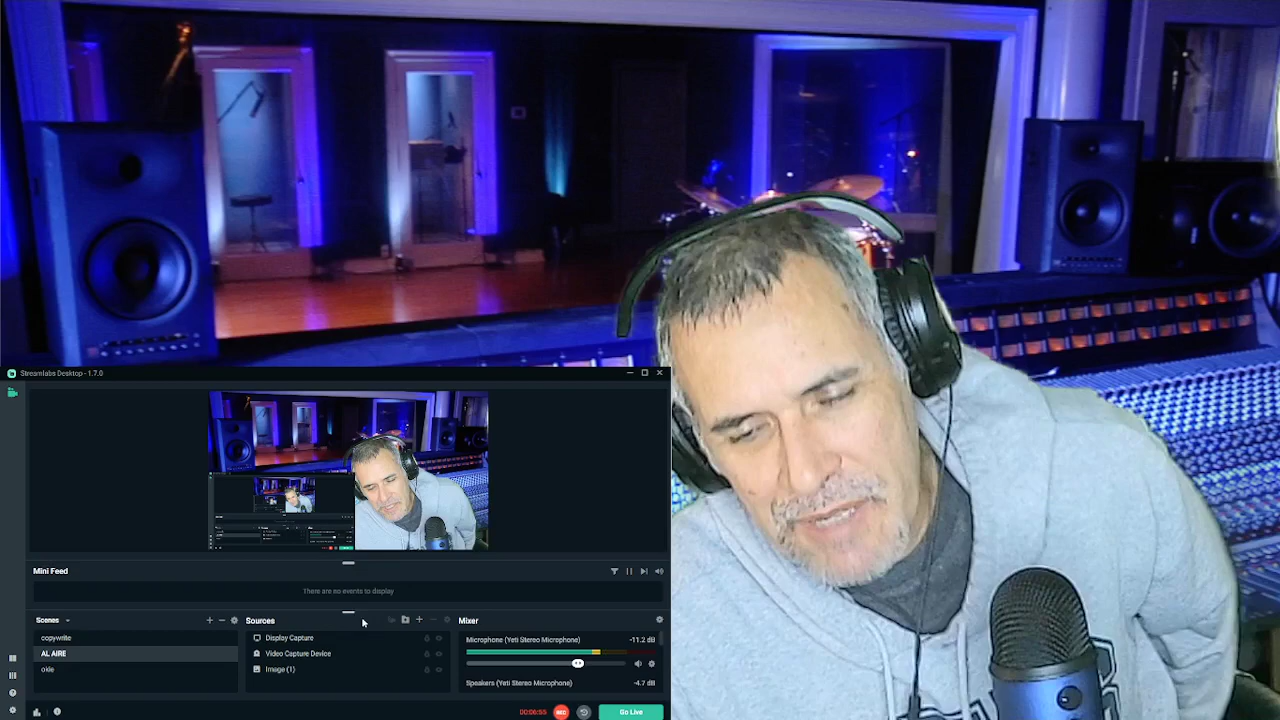 Streamlabs Desktop - 1.7.0
Mini Feed
There are no events to display
Scenes
Sources
Mixer
copywrite
AL AIRE
okie
Display Capture
Video Capture Device
Image (1)
Microphone (Yeti Stereo Microphone)
-11.2 dB
Speakers (Yeti Stereo Microphone)
-4.7 dB
00:06:55
REC
Go Live